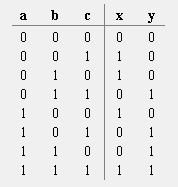 a b c x y
0 0 0 0 0
0 0 1 1 0
0 1 0 1 0
0 1 1 0 1
1 0 0 1 0
1 0 1 0 1
1 1 0 0 1
1 1 1 1 1